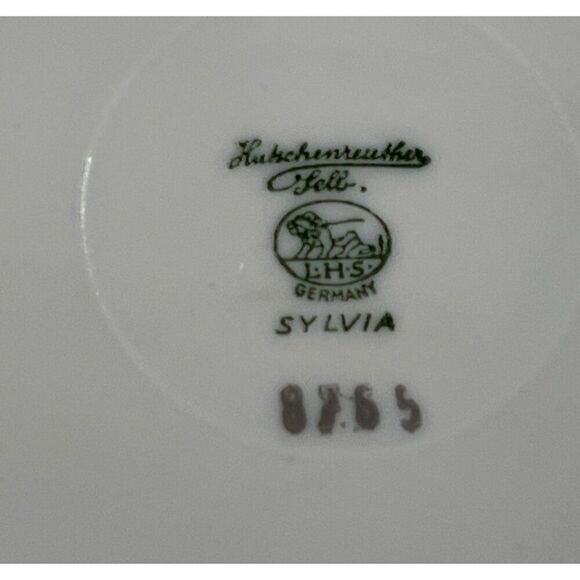 Hutschenreuther
Selb.
L·H·S·
GERMANY
SYLVIA
8765